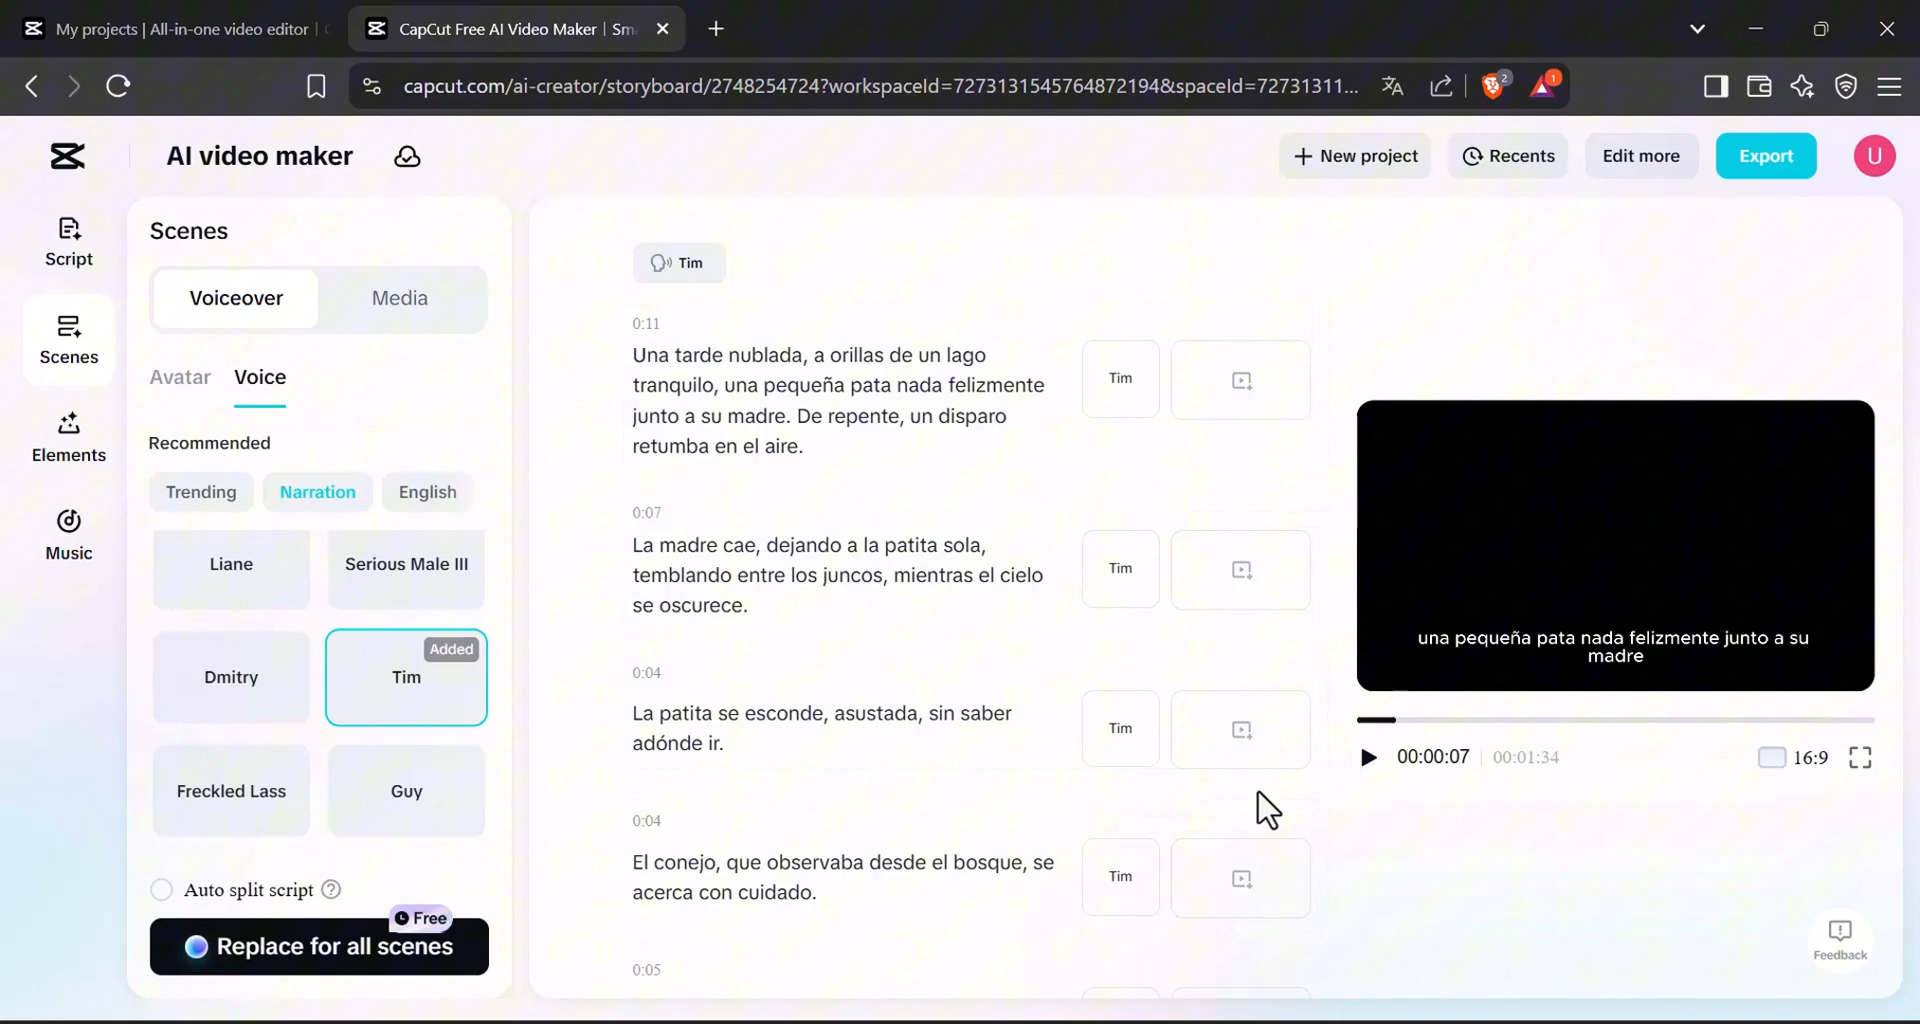 My projects | All-in-one video editor |
CapCut Free AI Video Maker | Sm
capcut.com/ai-creator/storyboard/2748254724?workspaceId=7273131545764872194&spaceId=72731311...
2
1
AI video maker
New project
Recents
Edit more
Export
U
Script
Scenes
Elements
Music
Scenes
Voiceover
Media
Avatar
Voice
Recommended
Trending
Narration
English
Liane
Serious Male III
Dmitry
Tim
Added
Freckled Lass
Guy
Auto split script
Free
Replace for all scenes
Tim
0:11
Una tarde nublada, a orillas de un lago
tranquilo, una pequeña pata nada felizmente
junto a su madre. De repente, un disparo
retumba en el aire.
Tim
0:07
La madre cae, dejando a la patita sola,
temblando entre los juncos, mientras el cielo
se oscurece.
Tim
0:04
La patita se esconde, asustada, sin saber
adónde ir.
Tim
0:04
El conejo, que observaba desde el bosque, se
acerca con cuidado.
Tim
0:05
una pequeña pata nada felizmente junto a su
madre
00:00:07
00:01:34
16:9
Feedback